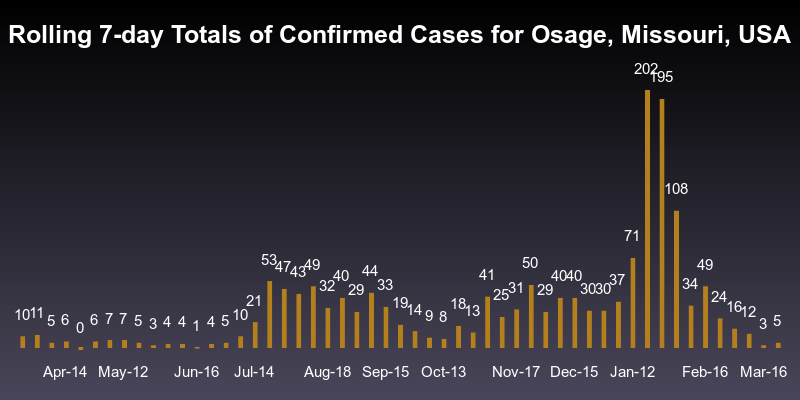 Rolling 7-day Totals of Confirmed Cases for Osage, Missouri, USA
10 11 5 6 0 6 7 7 5 3 4 4 1 4 5 10 21 53 47 43 49 32 40 29 44 33 19 14 9 8 18 13 41 25 31 50 29 40 40 30 30 37 71 202 195 108 34 49 24 16 12 3 5
Apr-14 May-12 Jun-16 Jul-14 Aug-18 Sep-15 Oct-13 Nov-17 Dec-15 Jan-12 Feb-16 Mar-16